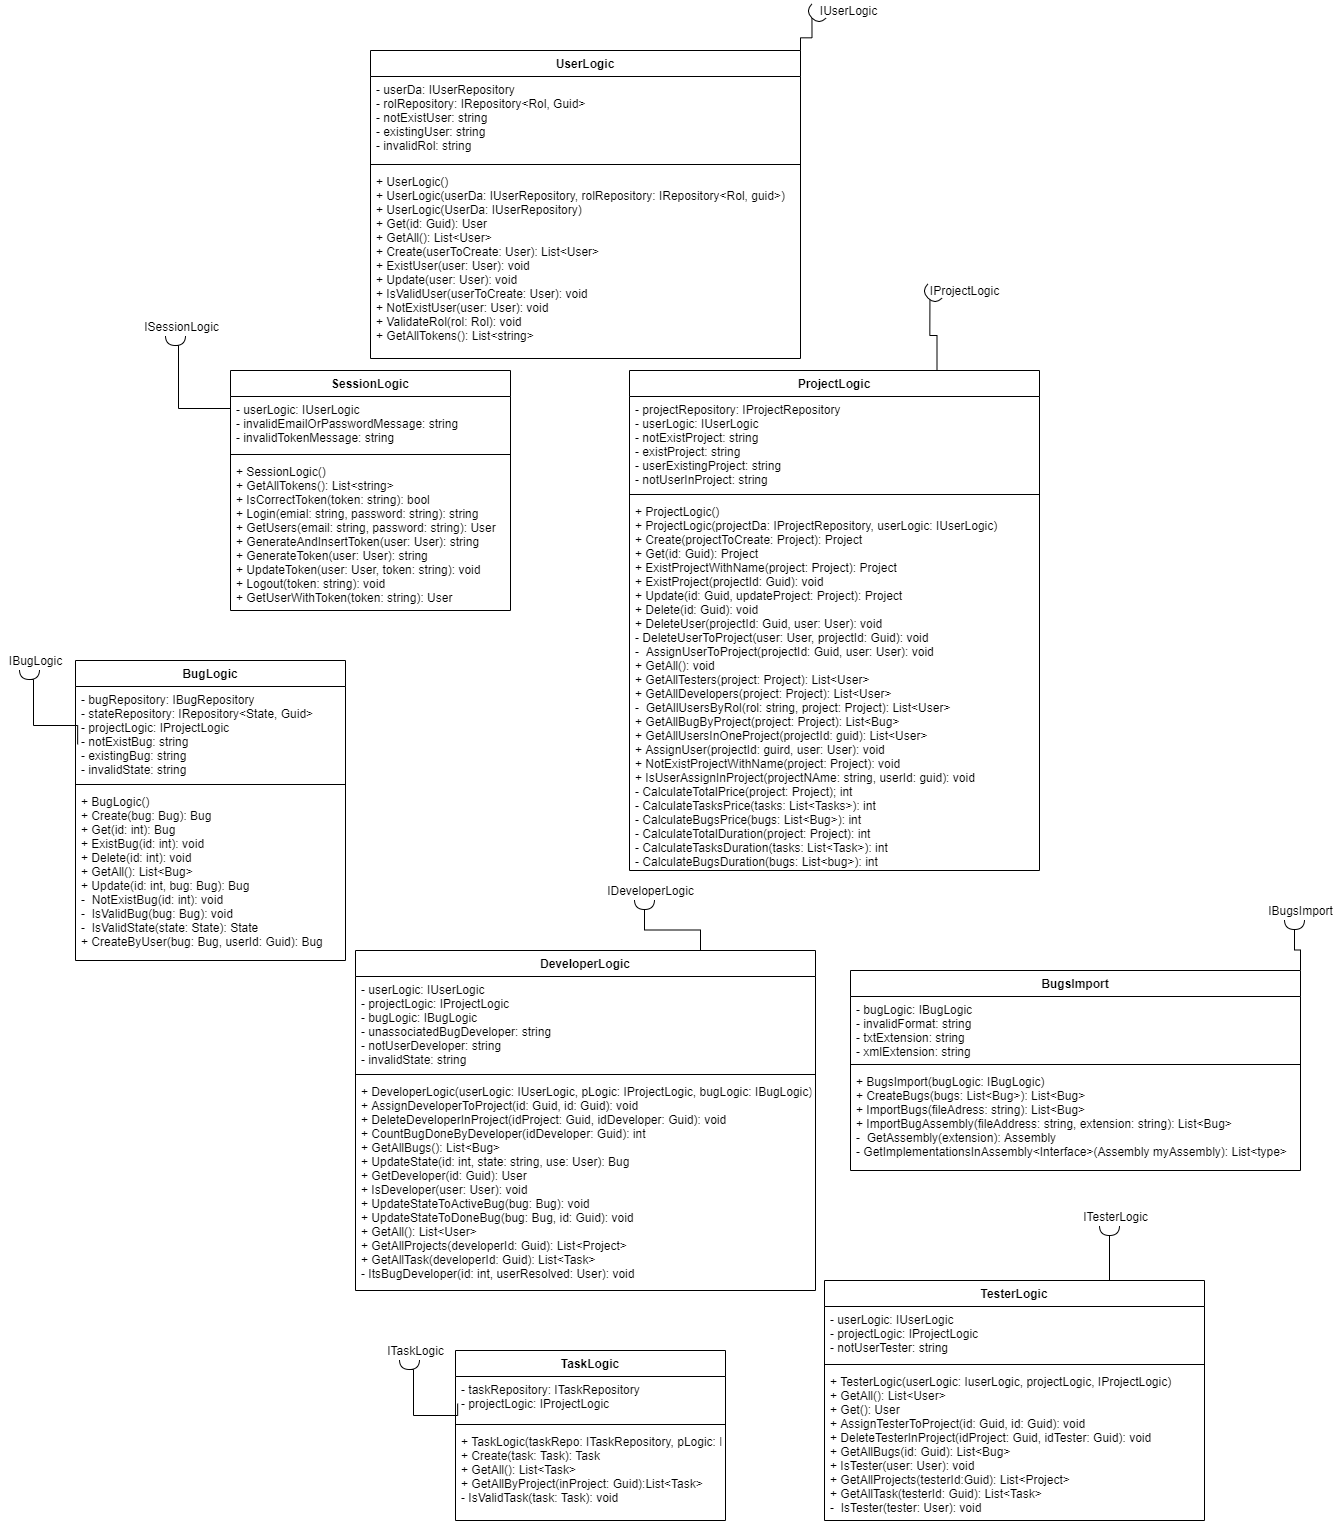 IUserLogic
UserLogic
- userDa: IUserRepository
- rolRepository: IRepository<Rol, Guid>
- notExistUser: string
- existingUser: string
- invalidRol: string
+ UserLogic()
+ UserLogic(userDa: IUserRepository, rolRepository: IRepository<Rol, guid>)
+ UserLogic(UserDa: IUserRepository)
+ Get(id: Guid): User
+ GetAll(): List<User>
+ Create(userToCreate: User): List<User>
+ ExistUser(user: User): void
+ Update(user: User): void
+ IsValidUser(userToCreate: User): void
+ NotExistUser(user: User): void
+ ValidateRol(rol: Rol): void
+ GetAllTokens(): List<string>
ISessionLogic
SessionLogic
- userLogic: IUserLogic
- invalidEmailOrPasswordMessage: string
- invalidTokenMessage: string
+ SessionLogic()
+ GetAllTokens(): List<string>
+ IsCorrectToken(token: string): bool
+ Login(emial: string, password: string): string
+ GetUsers(email: string, password: string): User
+ GenerateAndInsertToken(user: User): string
+ GenerateToken(user: User): string
+ UpdateToken(user: User, token: string): void
+ Logout(token: string): void
+ GetUserWithToken(token: string): User
IProjectLogic
ProjectLogic
- projectRepository: IProjectRepository
- userLogic: IUserLogic
- notExistProject: string
- existProject: string
- userExistingProject: string
- notUserInProject: string
+ ProjectLogic()
+ ProjectLogic(projectDa: IProjectRepository, userLogic: IUserLogic)
+ Create(projectToCreate: Project): Project
+ Get(id: Guid): Project
+ ExistProjectWithName(project: Project): Project
+ ExistProject(projectId: Guid): void
+ Update(id: Guid, updateProject: Project): Project
+ Delete(id: Guid): void
+ DeleteUser(projectId: Guid, user: User): void
- DeleteUserToProject(user: User, projectId: Guid): void
- AssignUserToProject(projectId: Guid, user: User): void
+ GetAll(): void
+ GetAllTesters(project: Project): List<User>
+ GetAllDevelopers(project: Project): List<User>
- GetAllUsersByRol(rol: string, project: Project): List<User>
+ GetAllBugByProject(project: Project): List<Bug>
+ GetAllUsersInOneProject(projectId: guid): List<User>
+ AssignUser(projectId: guird, user: User): void
+ NotExistProjectWithName(project: Project): void
+ IsUserAssignInProject(projectNAme: string, userId: guid): void
- CalculateTotalPrice(project: Project); int
- CalculateTasksPrice(tasks: List<Tasks>): int
- CalculateBugsPrice(bugs: List<Bug>): int
- CalculateTotalDuration(project: Project): int
- CalculateTasksDuration(tasks: List<Task>): int
- CalculateBugsDuration(bugs: List<bug>): int
IBugLogic
BugLogic
- bugRepository: IBugRepository
- stateRepository: IRepository<State, Guid>
- projectLogic: IProjectLogic
- notExistBug: string
- existingBug: string
- invalidState: string
+ BugLogic()
+ Create(bug: Bug): Bug
+ Get(id: int): Bug
+ ExistBug(id: int): void
+ Delete(id: int): void
+ GetAll(): List<Bug>
+ Update(id: int, bug: Bug): Bug
- NotExistBug(id: int): void
- IsValidBug(bug: Bug): void
- IsValidState(state: State): State
+ CreateByUser(bug: Bug, userId: Guid): Bug
IDeveloperLogic
DeveloperLogic
- userLogic: IUserLogic
- projectLogic: IProjectLogic
- bugLogic: IBugLogic
- unassociatedBugDeveloper: string
- notUserDeveloper: string
- invalidState: string
+ DeveloperLogic(userLogic: IUserLogic, pLogic: IProjectLogic, bugLogic: IBugLogic)
+ AssignDeveloperToProject(id: Guid, id: Guid): void
+ DeleteDeveloperInProject(idProject: Guid, idDeveloper: Guid): void
+ CountBugDoneByDeveloper(idDeveloper: Guid): int
+ GetAllBugs(): List<Bug>
+ UpdateState(id: int, state: string, use: User): Bug
+ GetDeveloper(id: Guid): User
+ IsDeveloper(user: User): void
+ UpdateStateToActiveBug(bug: Bug): void
+ UpdateStateToDoneBug(bug: Bug, id: Guid): void
+ GetAll(): List<User>
+ GetAllProjects(developerId: Guid): List<Project>
+ GetAllTask(developerId: Guid): List<Task>
- ItsBugDeveloper(id: int, userResolved: User): void
IBugsImport
BugsImport
- bugLogic: IBugLogic
- invalidFormat: string
- txtExtension: string
- xmlExtension: string
+ BugsImport(bugLogic: IBugLogic)
+ CreateBugs(bugs: List<Bug>): List<Bug>
+ ImportBugs(fileAdress: string): List<Bug>
+ ImportBugAssembly(fileAddress: string, extension: string): List<Bug>
- GetAssembly(extension): Assembly
- GetImplementationsInAssembly<Interface>(Assembly myAssembly): List<type>
ITesterLogic
TesterLogic
- userLogic: IUserLogic
- projectLogic: IProjectLogic
- notUserTester: string
+ TesterLogic(userLogic: IuserLogic, projectLogic, IProjectLogic)
+ GetAll(): List<User>
+ Get(): User
+ AssignTesterToProject(id: Guid, id: Guid): void
+ DeleteTesterInProject(idProject: Guid, idTester: Guid): void
+ GetAllBugs(id: Guid): List<Bug>
+ IsTester(user: User): void
+ GetAllProjects(testerId:Guid): List<Project>
+ GetAllTask(testerId: Guid): List<Task>
- IsTester(tester: User): void
ITaskLogic
TaskLogic
- taskRepository: ITaskRepository
- projectLogic: IProjectLogic
+ TaskLogic(taskRepo: ITaskRepository, pLogic: I
+ Create(task: Task): Task
+ GetAll(): List<Task>
+ GetAllByProject(inProject: Guid):List<Task>
- IsValidTask(task: Task): void